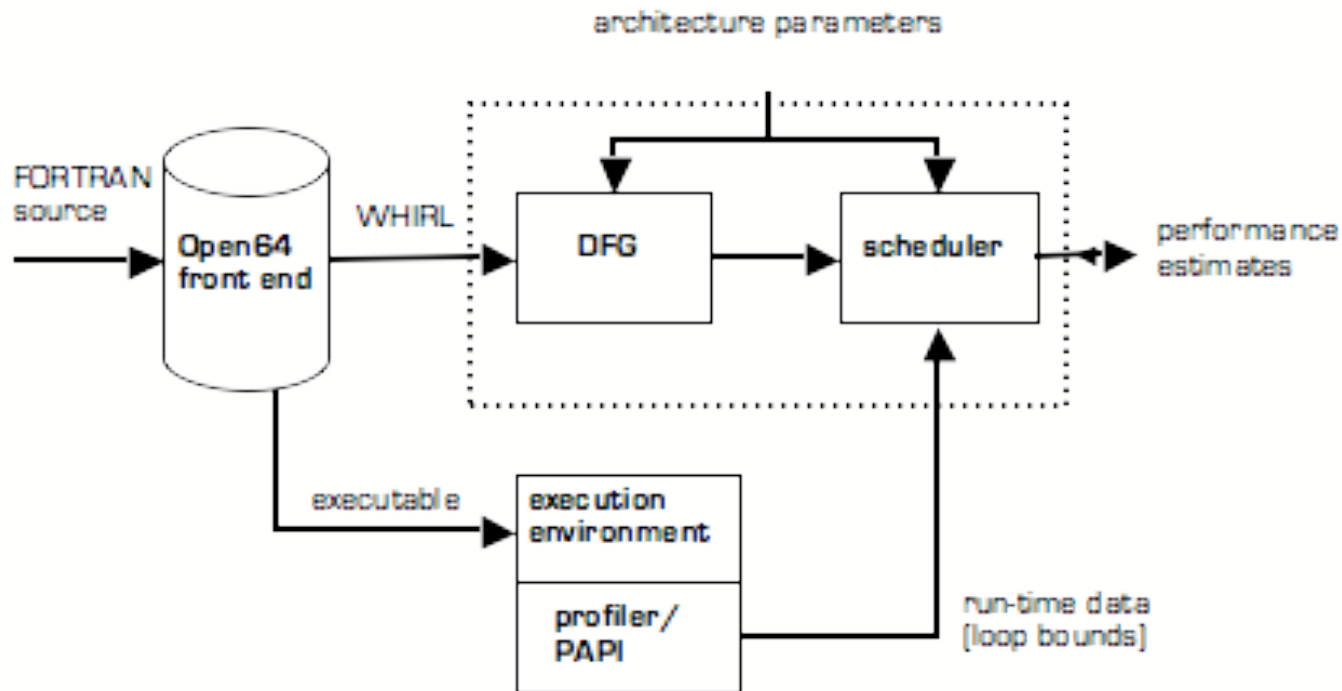 architecture parameters
FORTRAN
source
Open64
front end
WHIRL
DFG
scheduler
performance
estimates
executable
execution
environment
profiler/
PAPI
run-time data
[loop bounds]